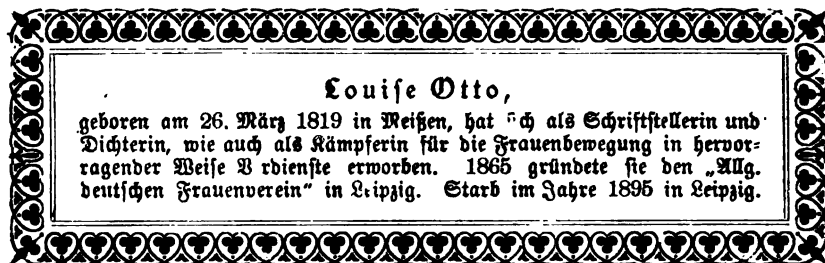 Louiſe Otto,
geboren am 26. März 1819 in Meißen, hat ſich als Schriftſtellerin und
Dichterin, wie auch als Kämpferin für die Frauenbewegung in hervor-
ragender Weiſe V rdienſte erworben. 1865 gründete ſie den „Allg.
deutſchen Frauenverein“ in Leipzig. Starb im Jahre 1895 in Leipzig.